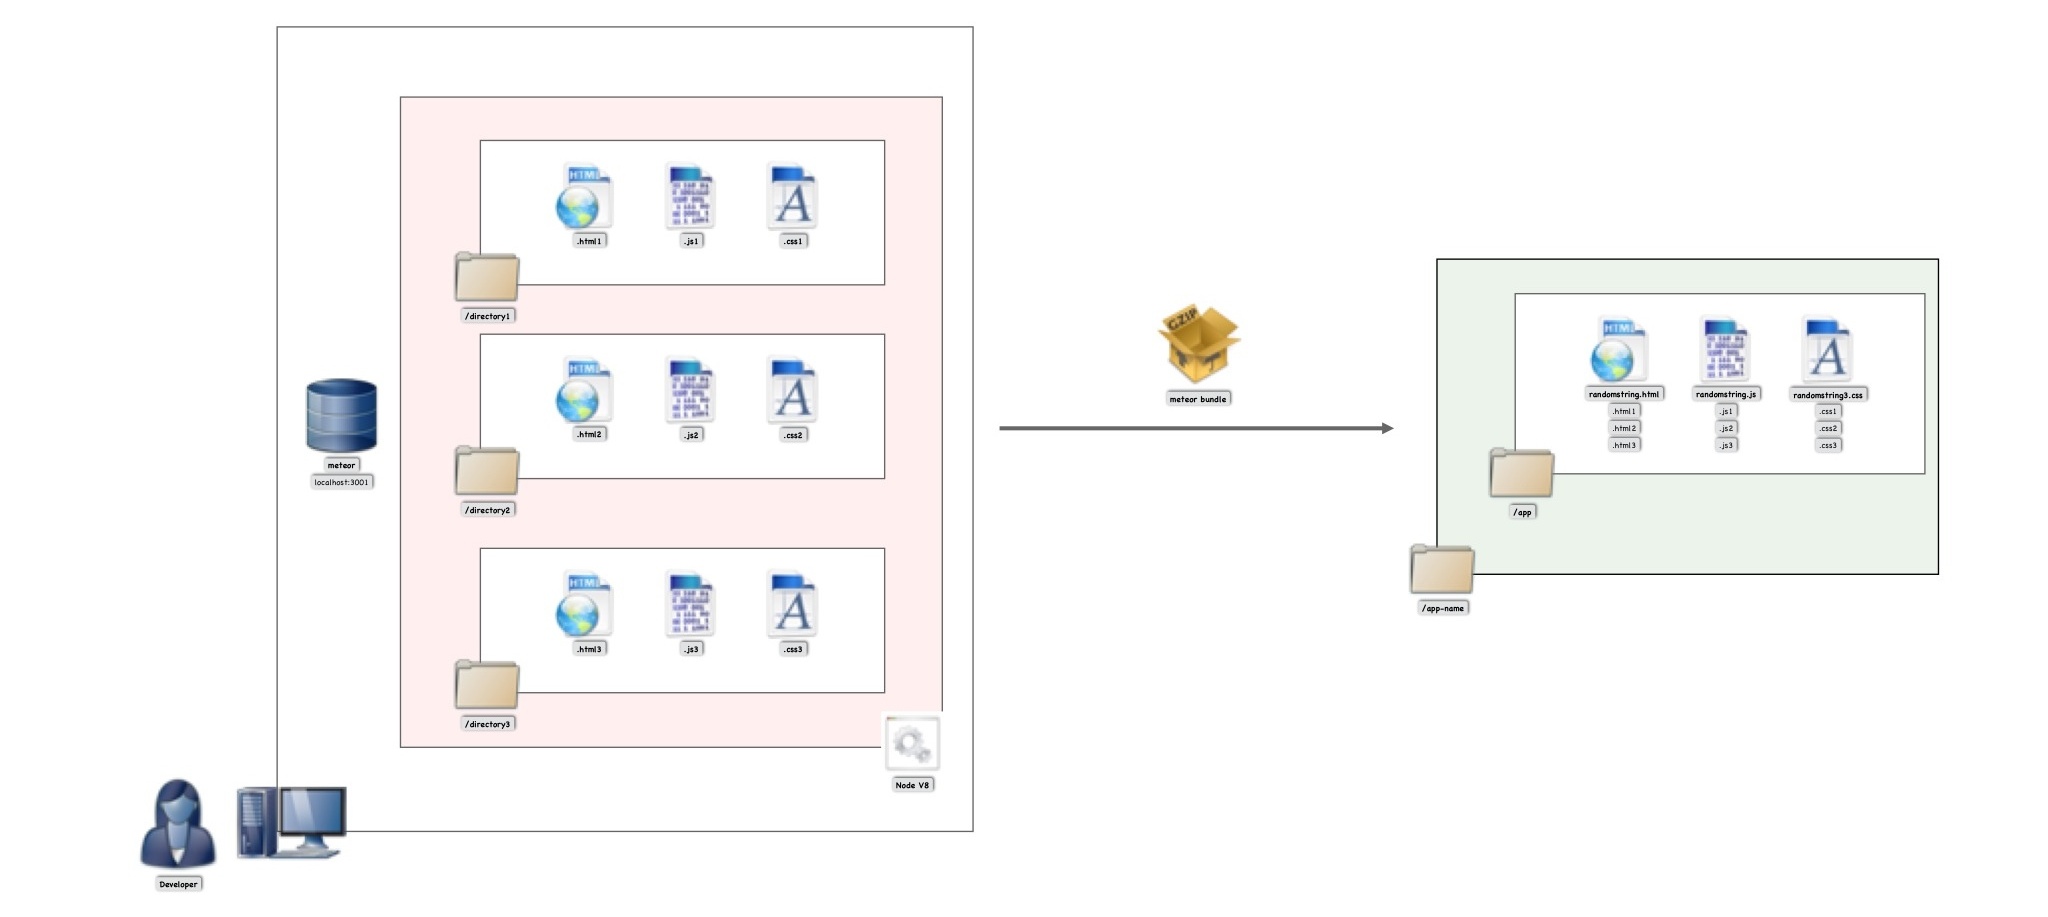 HTML
.html1
.js1
.css1
/directory1
HTML
.html2
.js2
.css2
/directory2
meteor
localhost:3001
HTML
.html3
.js3
.css3
/directory3
Node V8
Developer
GZIP
meteor bundle
HTML
randomstring.html
randomstring.js
randomstring3.css
.html1
.js1
.css1
.html2
.js2
.css2
.html3
.js3
.css3
/app
/app-name